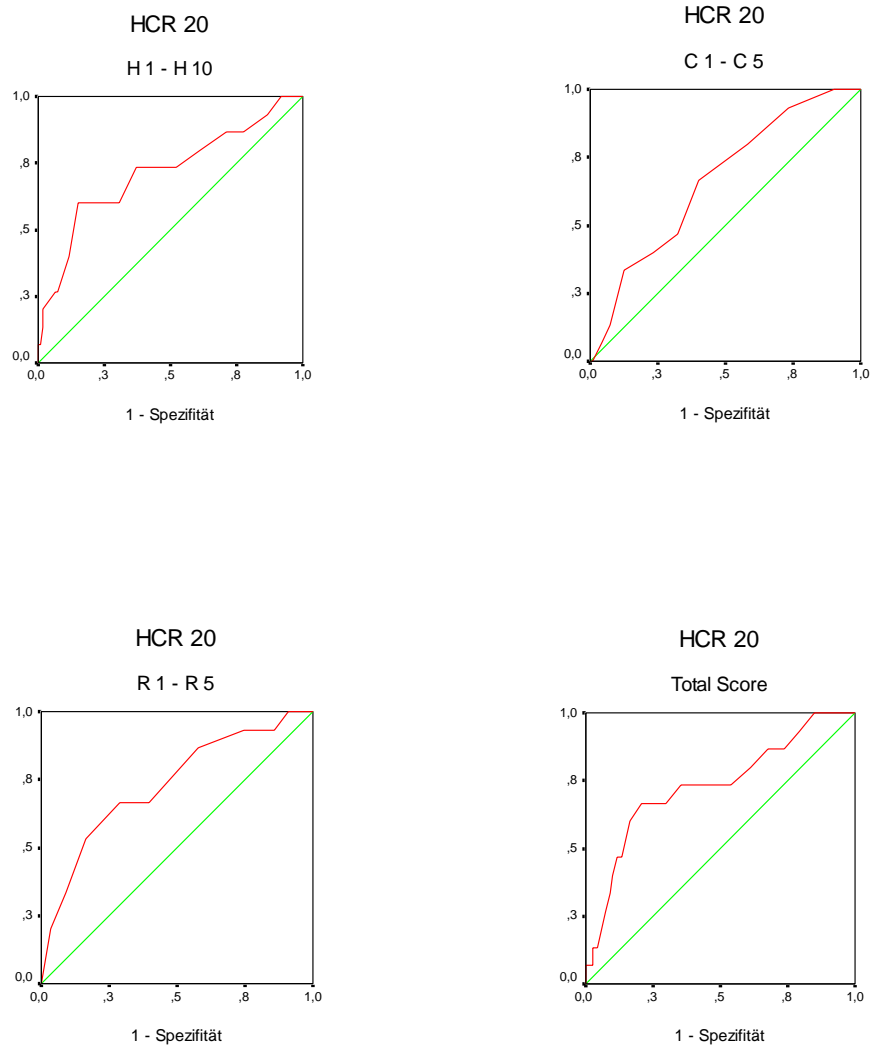 HCR 20
H 1 - H 10
1,0
,8
,5
,3
0,0
0,0 ,3 ,5 ,8 1,0
1 - Spezifität
HCR 20
C 1 - C 5
1,0
,8
,5
,3
0,0
0,0 ,3 ,5 ,8 1,0
1 - Spezifität
HCR 20
R 1 - R 5
1,0
,8
,5
,3
0,0
0,0 ,3 ,5 ,8 1,0
1 - Spezifität
HCR 20
Total Score
1,0
,8
,5
,3
0,0
0,0 ,3 ,5 ,8 1,0
1 - Spezifität